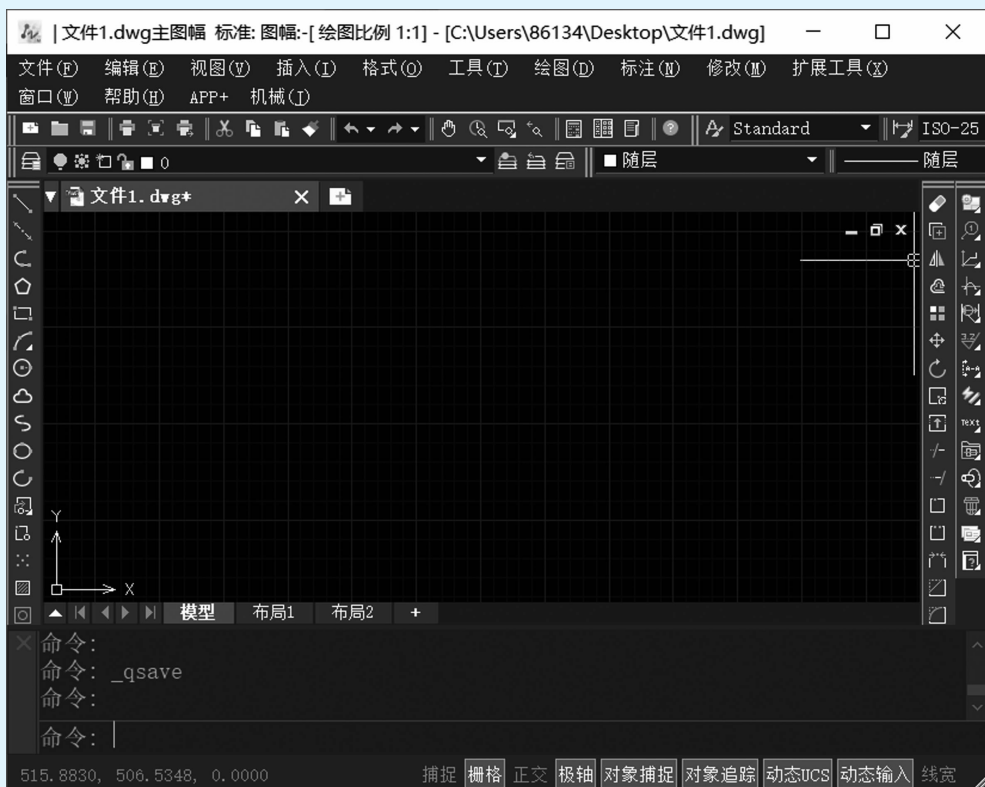 | 文件1.dwg主图幅 标准: 图幅:-[ 绘图比例 1:1] - [C:\Users\86134\Desktop\文件1.dwg]
文件(F) 编辑(E) 视图(V) 插入(I) 格式(O) 工具(T) 绘图(D) 标注(N) 修改(M) 扩展工具(X)
窗口(W) 帮助(H) APP+ 机械(J)
Standard ISO-25
0 随层 随层
文件1.dwg*
TEXT
Y
X
模型 布局1 布局2 +
命令:
命令: _qsave
命令:
命令:
515.8830, 506.5348, 0.0000 捕捉 栅格 正交 极轴 对象捕捉 对象追踪 动态UCS 动态输入 线宽